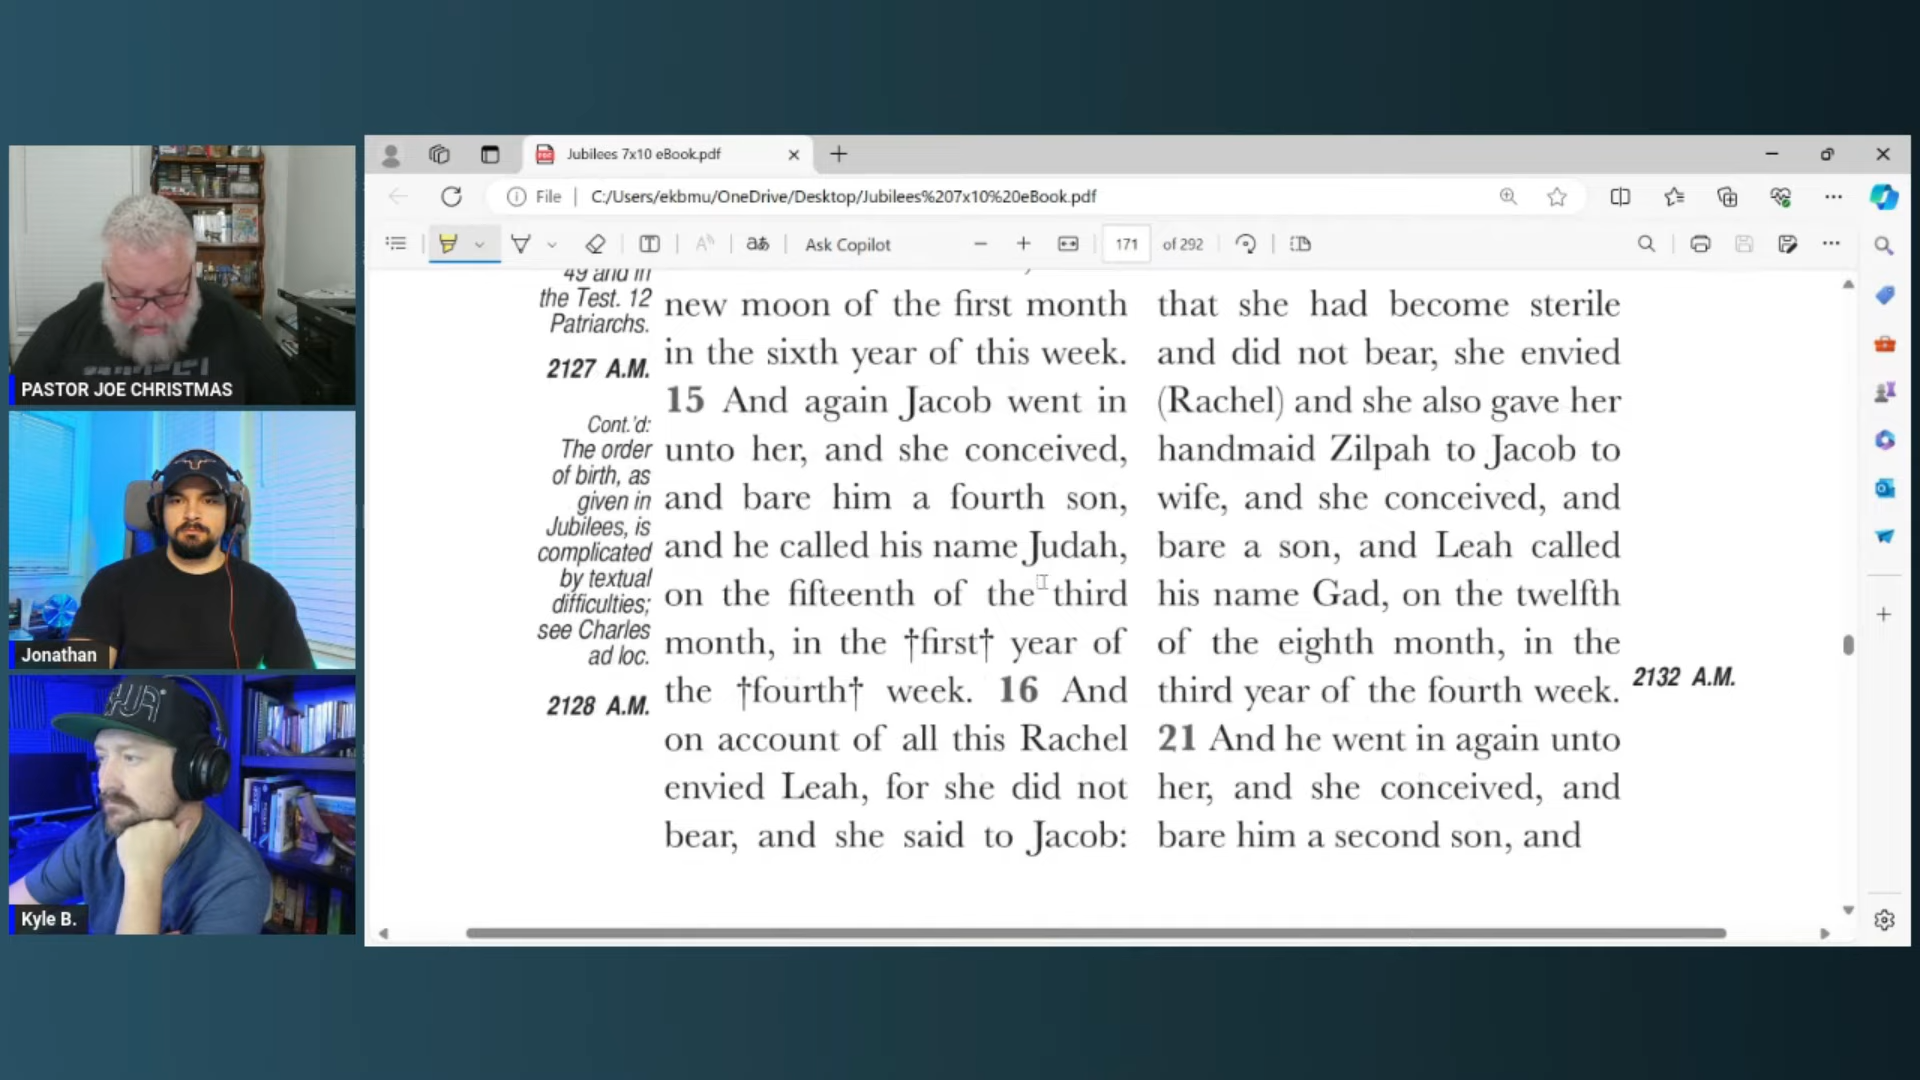 PASTOR JOE CHRISTMAS
Jonathan
Kyle B.
Jubilees 7x10 eBook.pdf
File
C:/Users/ekbmu/OneDrive/Desktop/Jubilees%207x10%20eBook.pdf
Ask Copilot
171
of 292
49 and in
the Test. 12
Patriarchs.
2127 A.M.
Cont.'d:
The order
of birth, as
given in
Jubilees, is
complicated
by textual
difficulties;
see Charles
ad loc.
2128 A.M.
new moon of the first month
in the sixth year of this week.
15 And again Jacob went in
unto her, and she conceived,
and bare him a fourth son,
and he called his name Judah,
on the fifteenth of the third
month, in the †first† year of
the †fourth† week. 16 And
on account of all this Rachel
envied Leah, for she did not
bear, and she said to Jacob:
that she had become sterile
and did not bear, she envied
(Rachel) and she also gave her
handmaid Zilpah to Jacob to
wife, and she conceived, and
bare a son, and Leah called
his name Gad, on the twelfth
of the eighth month, in the
third year of the fourth week.
21 And he went in again unto
her, and she conceived, and
bare him a second son, and
2132 A.M.